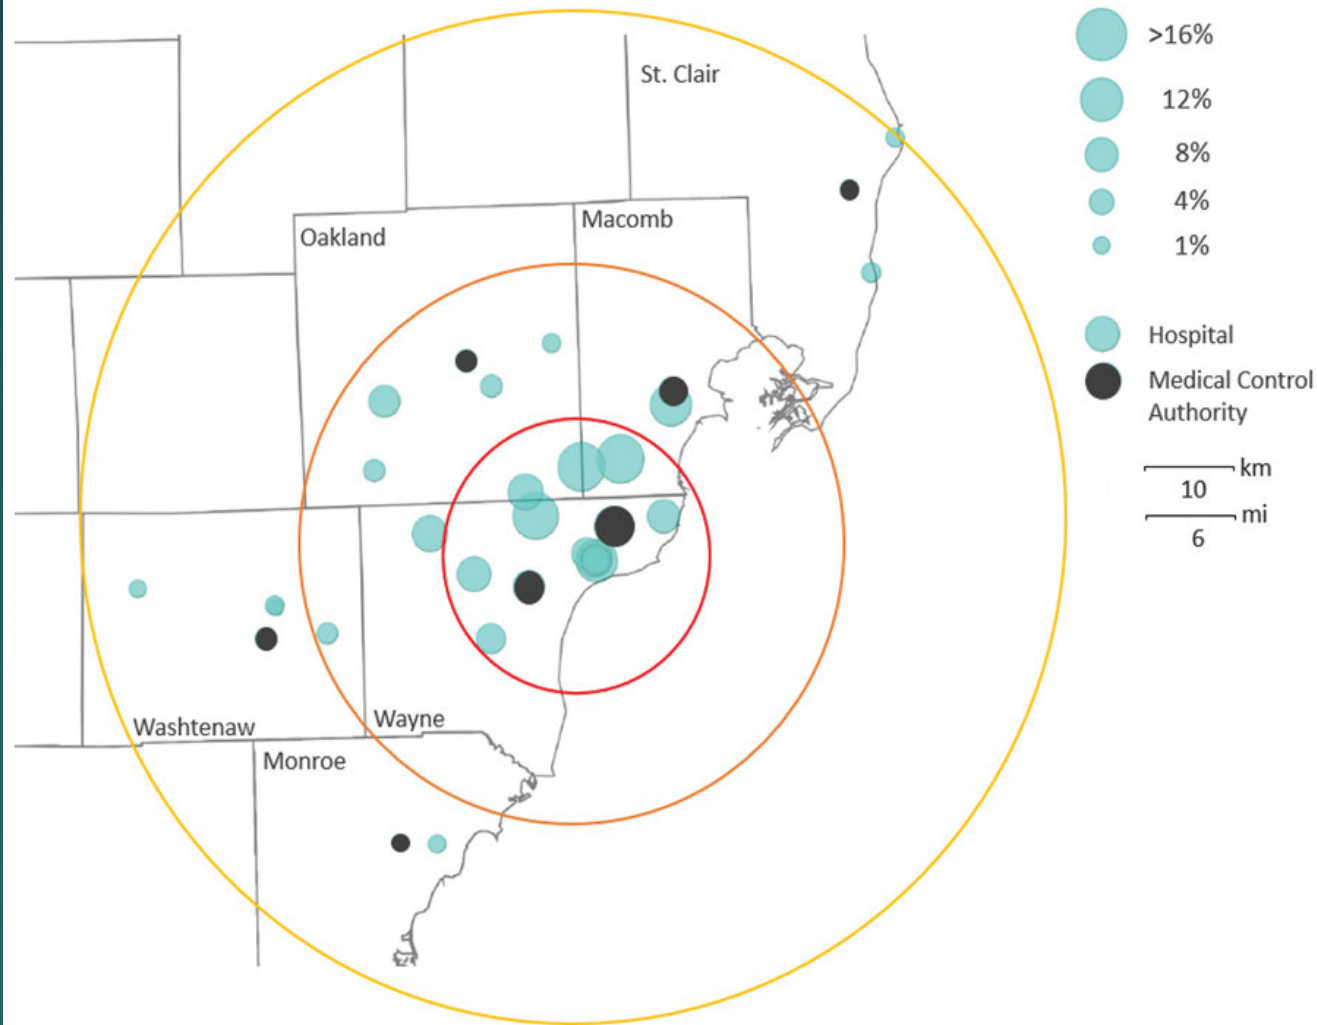 St. Clair
Macomb
Oakland
Washtenaw
Wayne
Monroe
>16%
12%
8%
4%
1%
Hospital
Medical Control
Authority
km
10
mi
6